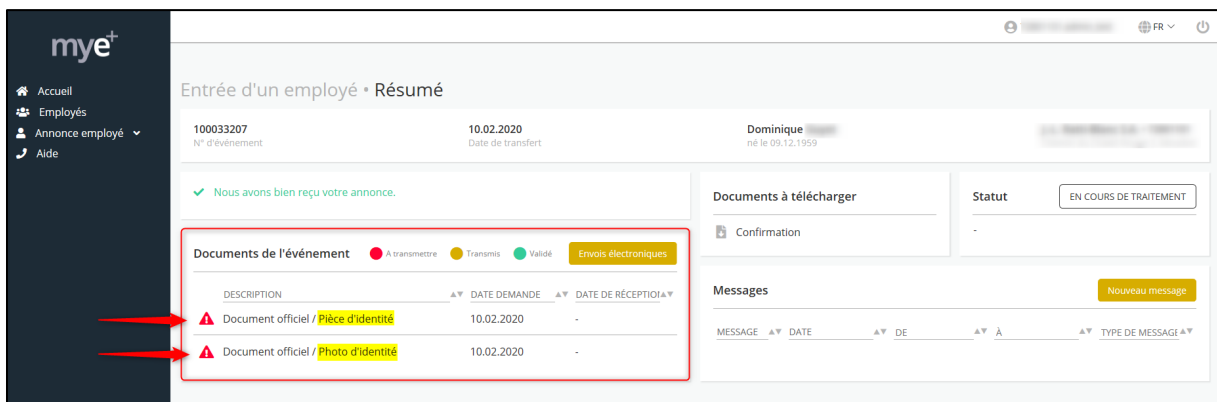 mye+
FR
Accueil
Employés
Annonce employé
Aide
Entrée d'un employé • Résumé
100033207
N° d'événement
10.02.2020
Date de transfert
Dominique
né le 09.12.1959
Nous avons bien reçu votre annonce.
Documents à télécharger
Confirmation
Statut
EN COURS DE TRAITEMENT
-
Documents de l'événement
A transmettre
Transmis
Validé
Envois électroniques
DESCRIPTION DATE DEMANDE DATE DE RÉCEPTIO
Document officiel / Pièce d'identité 10.02.2020 -
Document officiel / Photo d'identité 10.02.2020 -
Messages
Nouveau message
MESSAGE DATE DE À TYPE DE MESSAGE